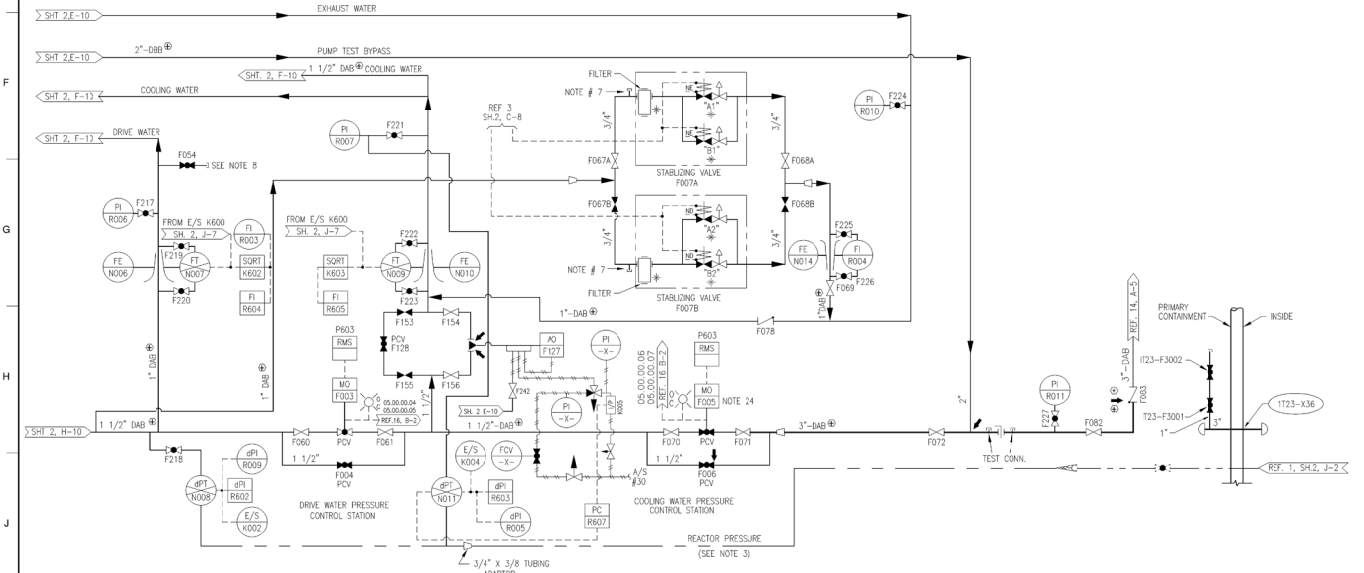 SHT 2,E-10
EXHAUST WATER
SHT 2,E-10
2"-DBB
PUMP TEST BYPASS
SHT. 2, F-10
1 1/2" DAB
COOLING WATER
SHT 2, F-10
COOLING WATER
SHT 2, F-10
DRIVE WATER
F
G
H
J
F054
SEE NOTE 8
PI
R006
F217
FROM E/S K600
SH. 2, J-7
FE
N006
F219
FT
N007
F220
FI
R003
SQRT
K602
FI
R604
1" DAB
1" DAB
PI
R007
F221
FROM E/S K600
SH. 2, J-7
SQRT
K603
FI
R605
F222
FT
N009
F223
FE
N010
REF 3
SH.2, C-8
FILTER
NOTE # 7
3/4"
NE
"A1"
NE
"B1"
STABLIZING VALVE
F007A
F067A
F068A
3/4"
F067B
F068B
3/4"
ND
"A2"
ND
"B2"
3/4"
NOTE # 7
FILTER
STABLIZING VALVE
F007B
PI
R010
F224
F225
FE
N014
FI
R004
F226
F069
1"DAB
1"-DAB
F078
F153
F154
PCV
F128
F155
F156
1 1/2"
AO
F127
F242
SH. 2 E-10
PI
-X-
PI
-X-
I/P
K005
FCV
-X-
A/S
#30
P603
RMS
MO
F003
05.00.00.04
05.00.00.05
REF.16, B-2
SHT 2, H-10
1 1/2" DAB
F060
PCV
F061
1 1/2"
F004
PCV
1 1/2"-DAB
05.00.00.06
05.00.00.07
REF. 16 B-2
P603
RMS
MO
F005
NOTE 24
F070
PCV
F071
1 1/2"
F006
PCV
3"-DAB
F072
2"
TEST CONN.
PI
R011
F227
F082
F083
3"-DAB
REF. 14, A-5
PRIMARY
CONTAINMENT
INSIDE
1T23-F3002
1T23-F3001
1"
3"
1T23-X36
F218
dPT
N008
dPI
R009
dPI
R602
E/S
K002
DRIVE WATER PRESSURE
CONTROL STATION
dPT
N011
E/S
K004
dPI
R603
dPI
R005
PC
R607
COOLING WATER PRESSURE
CONTROL STATION
REF. 1, SH.2, J-2
REACTOR PRESSURE
(SEE NOTE 3)
3/4" X 3/8 TUBING